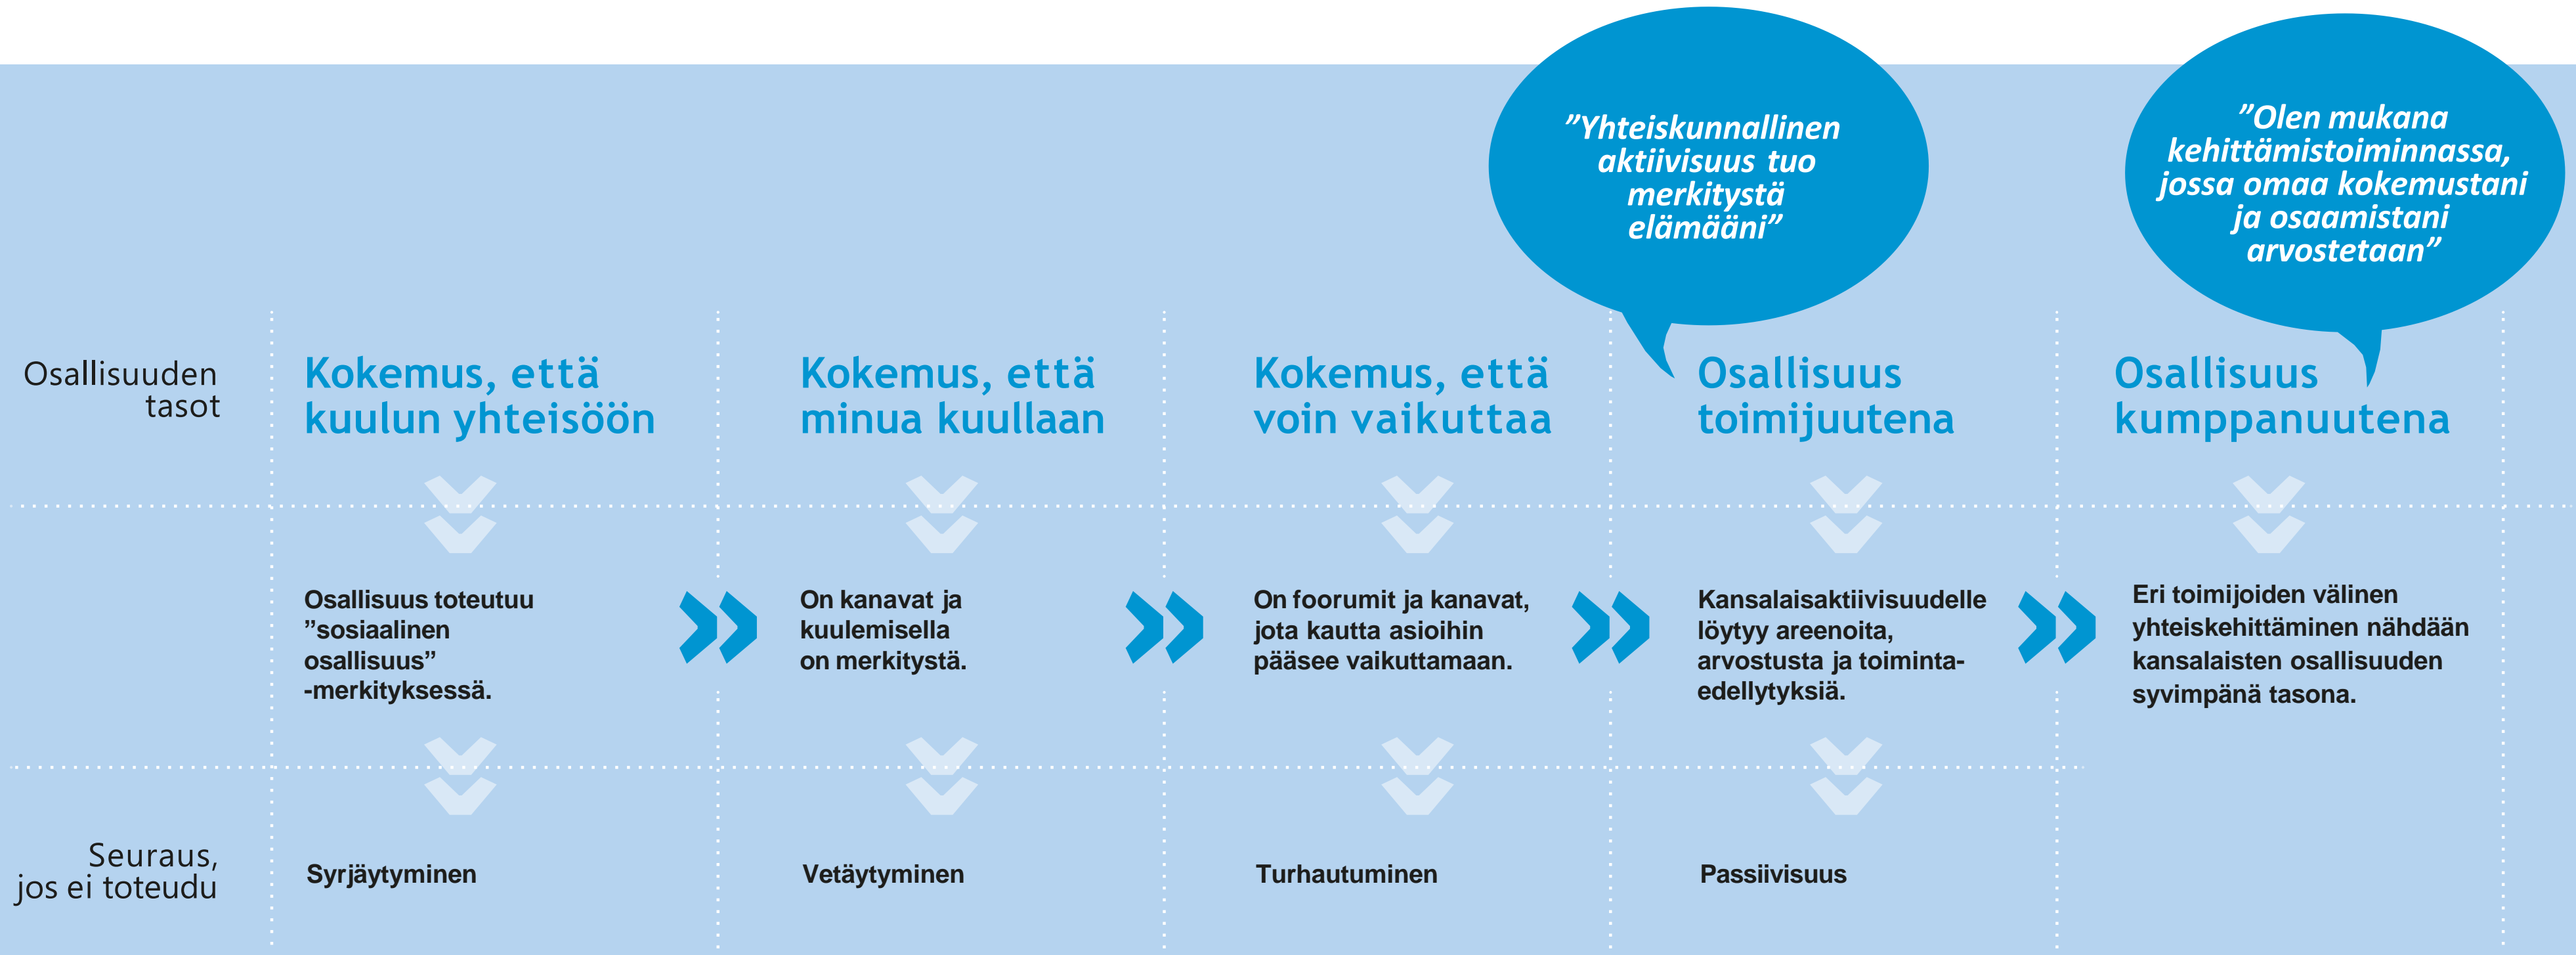 ”Yhteiskunnallinen
aktiivisuus tuo
merkitystä
elämääni”
”Olen mukana
kehittämistoiminnassa,
jossa omaa kokemustani
ja osaamistani
arvostetaan”
Osallisuuden
tasot
Kokemus, että
kuulun yhteisöön
Kokemus, että
minua kuullaan
Kokemus, että
voin vaikuttaa
Osallisuus
toimijuutena
Osallisuus
kumppanuutena
Osallisuus toteutuu
”sosiaalinen
osallisuus”
-merkityksessä.
On kanavat ja
kuulemisella
on merkitystä.
On foorumit ja kanavat,
jota kautta asioihin
pääsee vaikuttamaan.
Kansalaisaktiivisuudelle
löytyy areenoita,
arvostusta ja toiminta-
edellytyksiä.
Eri toimijoiden välinen
yhteiskehittäminen nähdään
kansalaisten osallisuuden
syvimpänä tasona.
Seuraus,
jos ei toteudu
Syrjäytyminen
Vetäytyminen
Turhautuminen
Passiivisuus